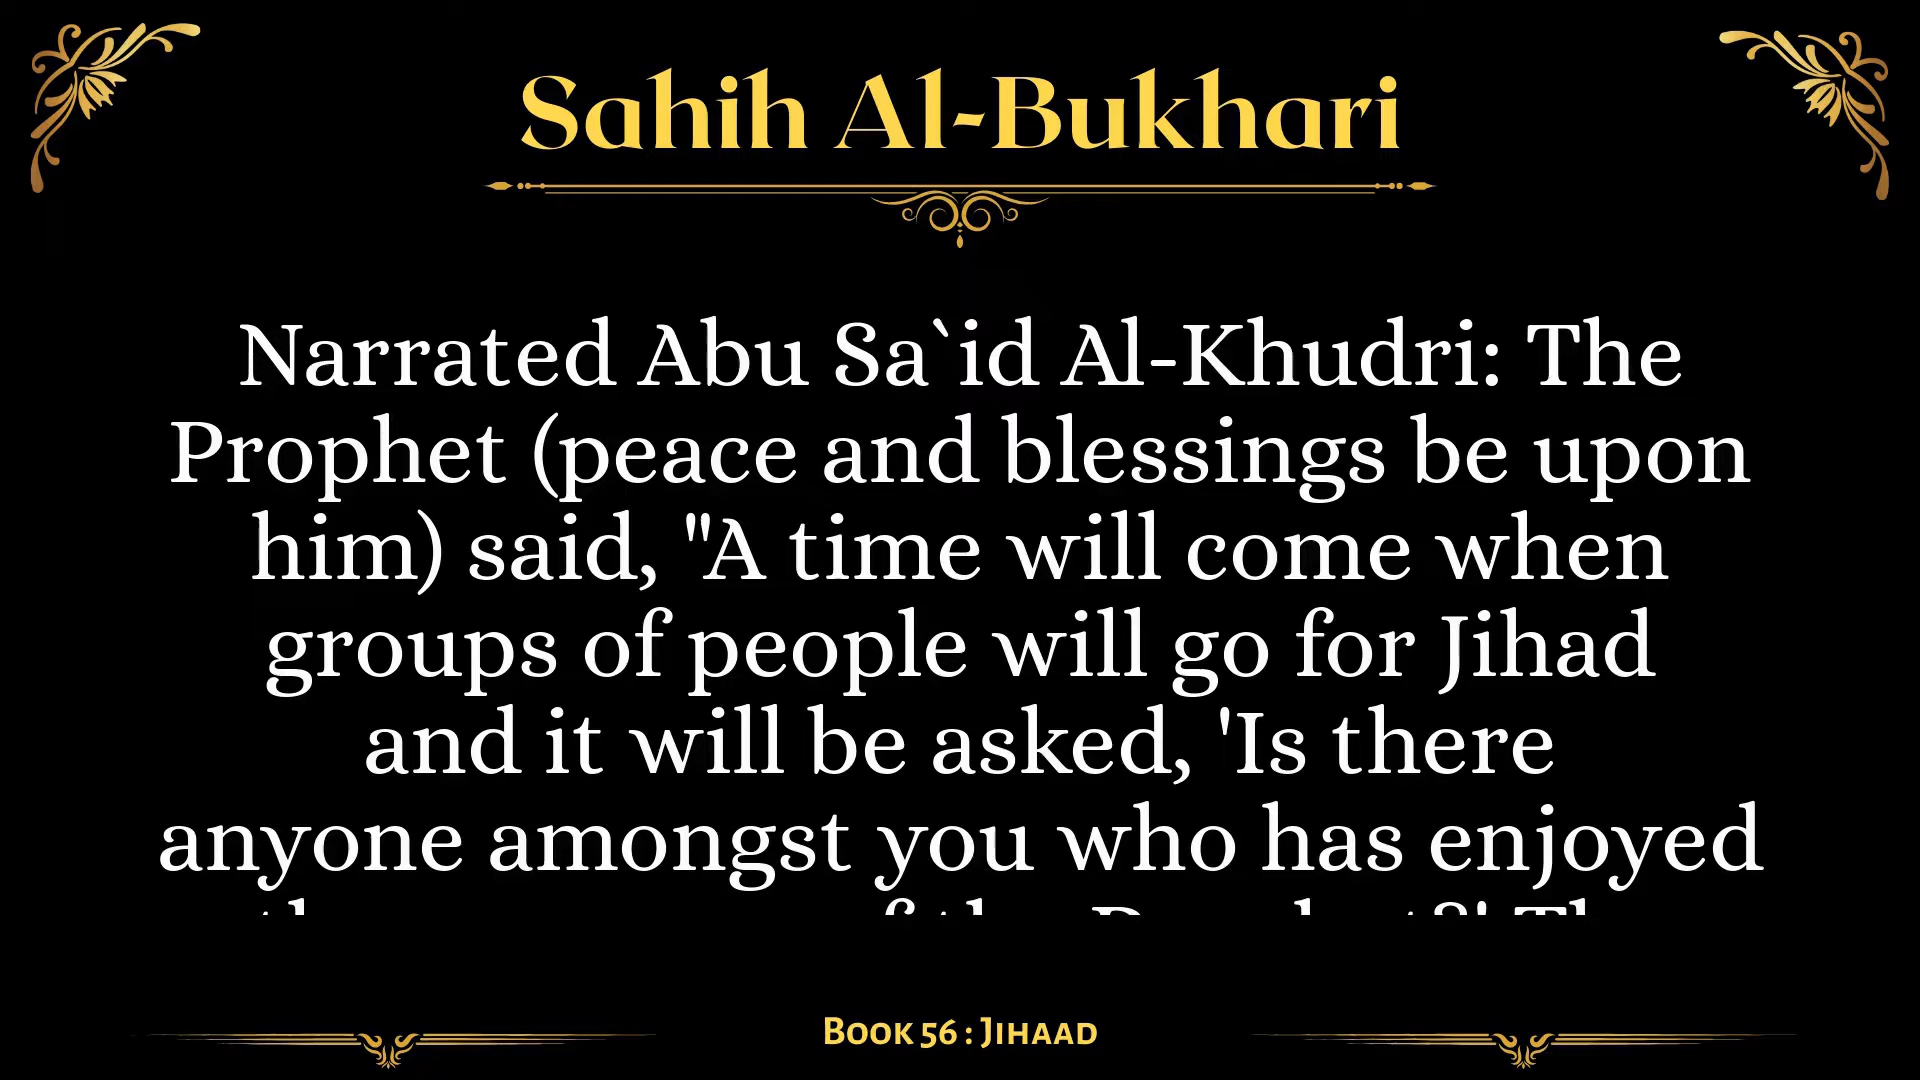 Sahih Al-Bukhari
Narrated Abu Sa`id Al-Khudri: The
Prophet (peace and blessings be upon
him) said, "A time will come when
groups of people will go for Jihad
and it will be asked, 'Is there
anyone amongst you who has enjoyed
Book 56 : Jihaad